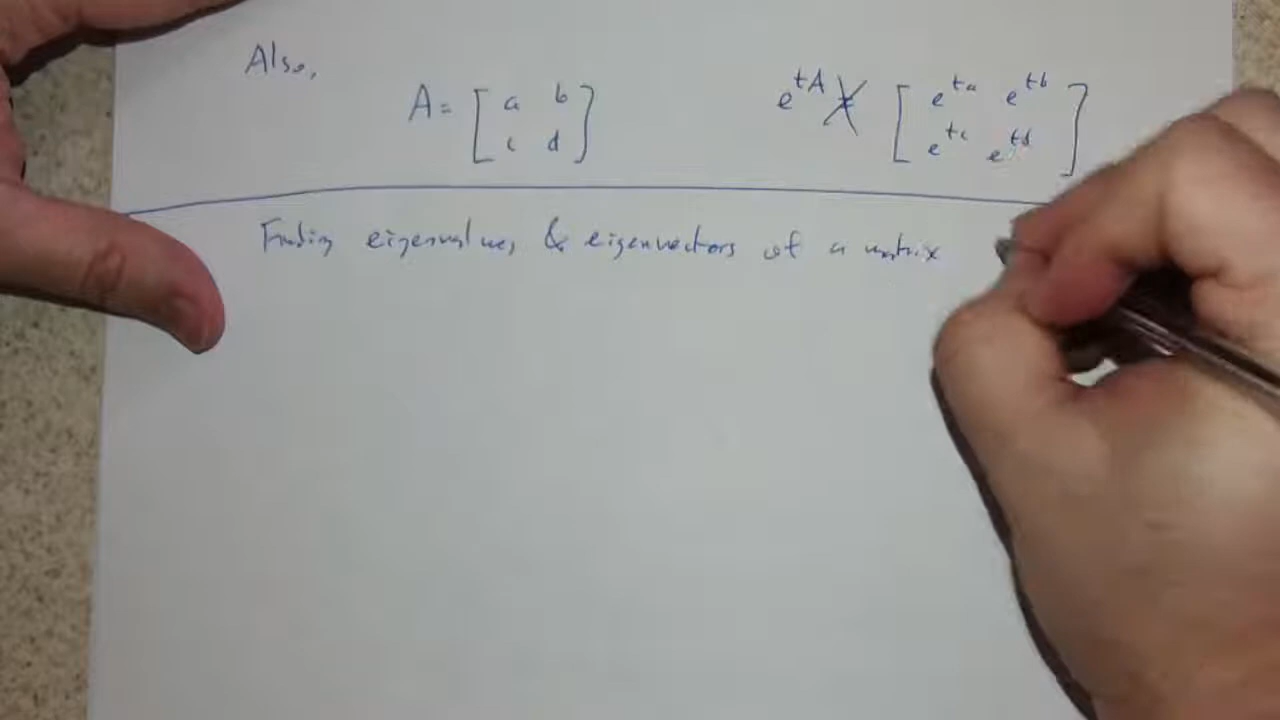 Also,
A = [ a b
c d ]
e^{tA} ≠ [ e^{ta} e^{tb}
e^{tc} e^{td} ]
Finding eigenvalues & eigenvectors of a matrix